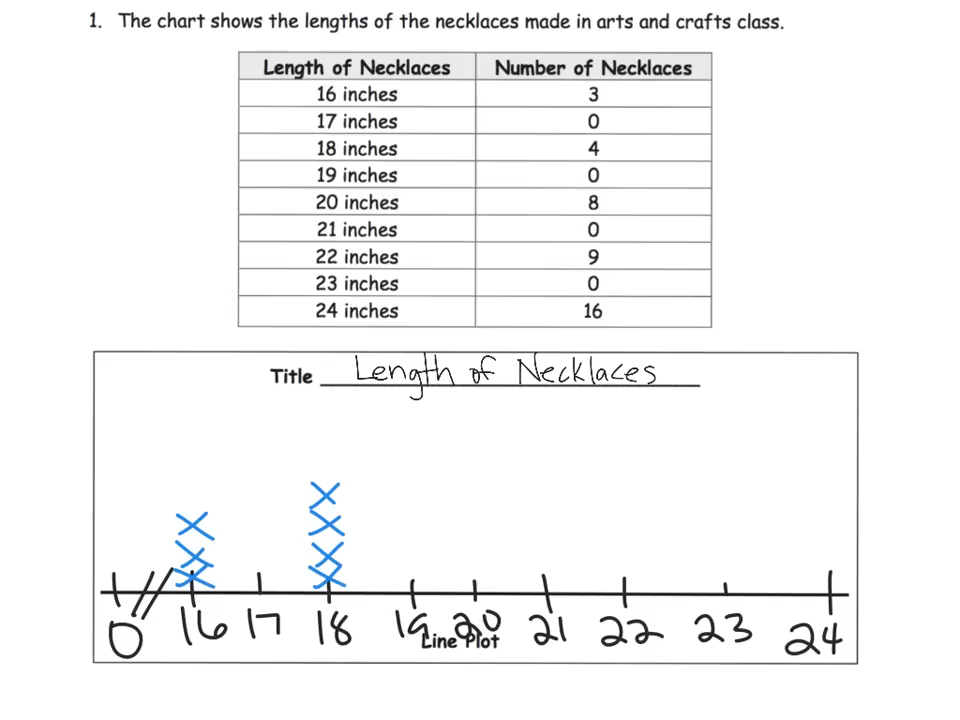 1. The chart shows the lengths of the necklaces made in arts and crafts class.
Length of Necklaces Number of Necklaces
16 inches 3
17 inches 0
18 inches 4
19 inches 0
20 inches 8
21 inches 0
22 inches 9
23 inches 0
24 inches 16
Title Length of Necklaces
0 16 17 18 19 20 21 22 23 24
Line Plot